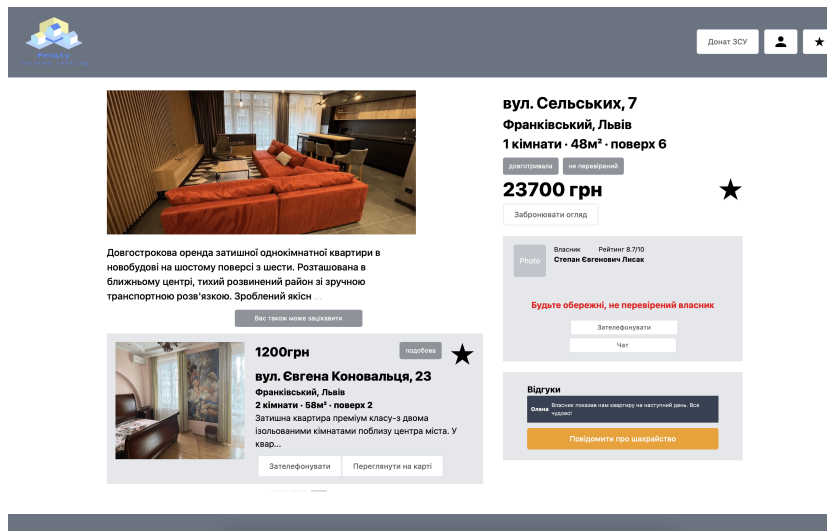 Рентy
Донат ЗСУ
вул. Сельських, 7
Франківський, Львів
1 кімнати · 48м² · поверх 6
довготривала
не перевірений
23700 грн
Забронювати огляд
Власник Рейтинг 8.7/10
Photo
Степан Євгенович Лисак
Будьте обережні, не перевірений власник
Зателефонувати
Чат
Відгуки
Олена Власник показав нам квартиру на наступний день. Все
чудово!
Повідомити про шахрайство
Довгострокова оренда затишної однокімнатної квартири в
новобудові на шостому поверсі з шести. Розташована в
ближньому центрі, тихий розвинений район зі зручною
транспортною розв'язкою. Зроблений якісн ...
Вас також може зацікавити
1200грн
подобова
вул. Євгена Коновальця, 23
Франківський, Львів
2 кімнати · 58м² · поверх 2
Затишна квартира преміум класу-з двома
ізольованими кімнатами поблизу центра міста. У
квар...
Зателефонувати
Переглянути на карті